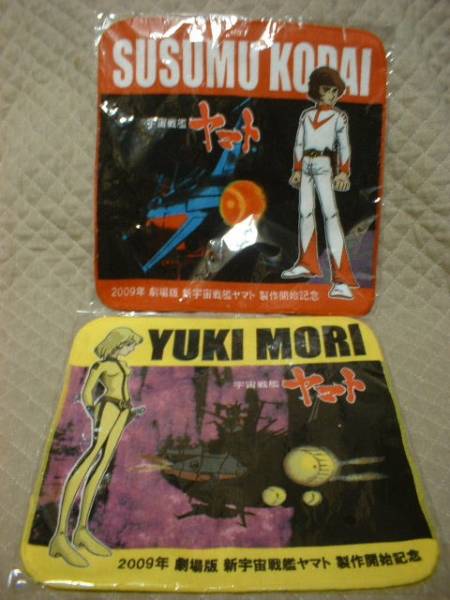 SUSUMU KODAI
宇宙戦艦
ヤマト
2009年 劇場版 新宇宙戦艦ヤマト 製作開始記念
YUKI MORI
宇宙戦艦
ヤマト
2009年 劇場版 新宇宙戦艦ヤマト 製作開始記念